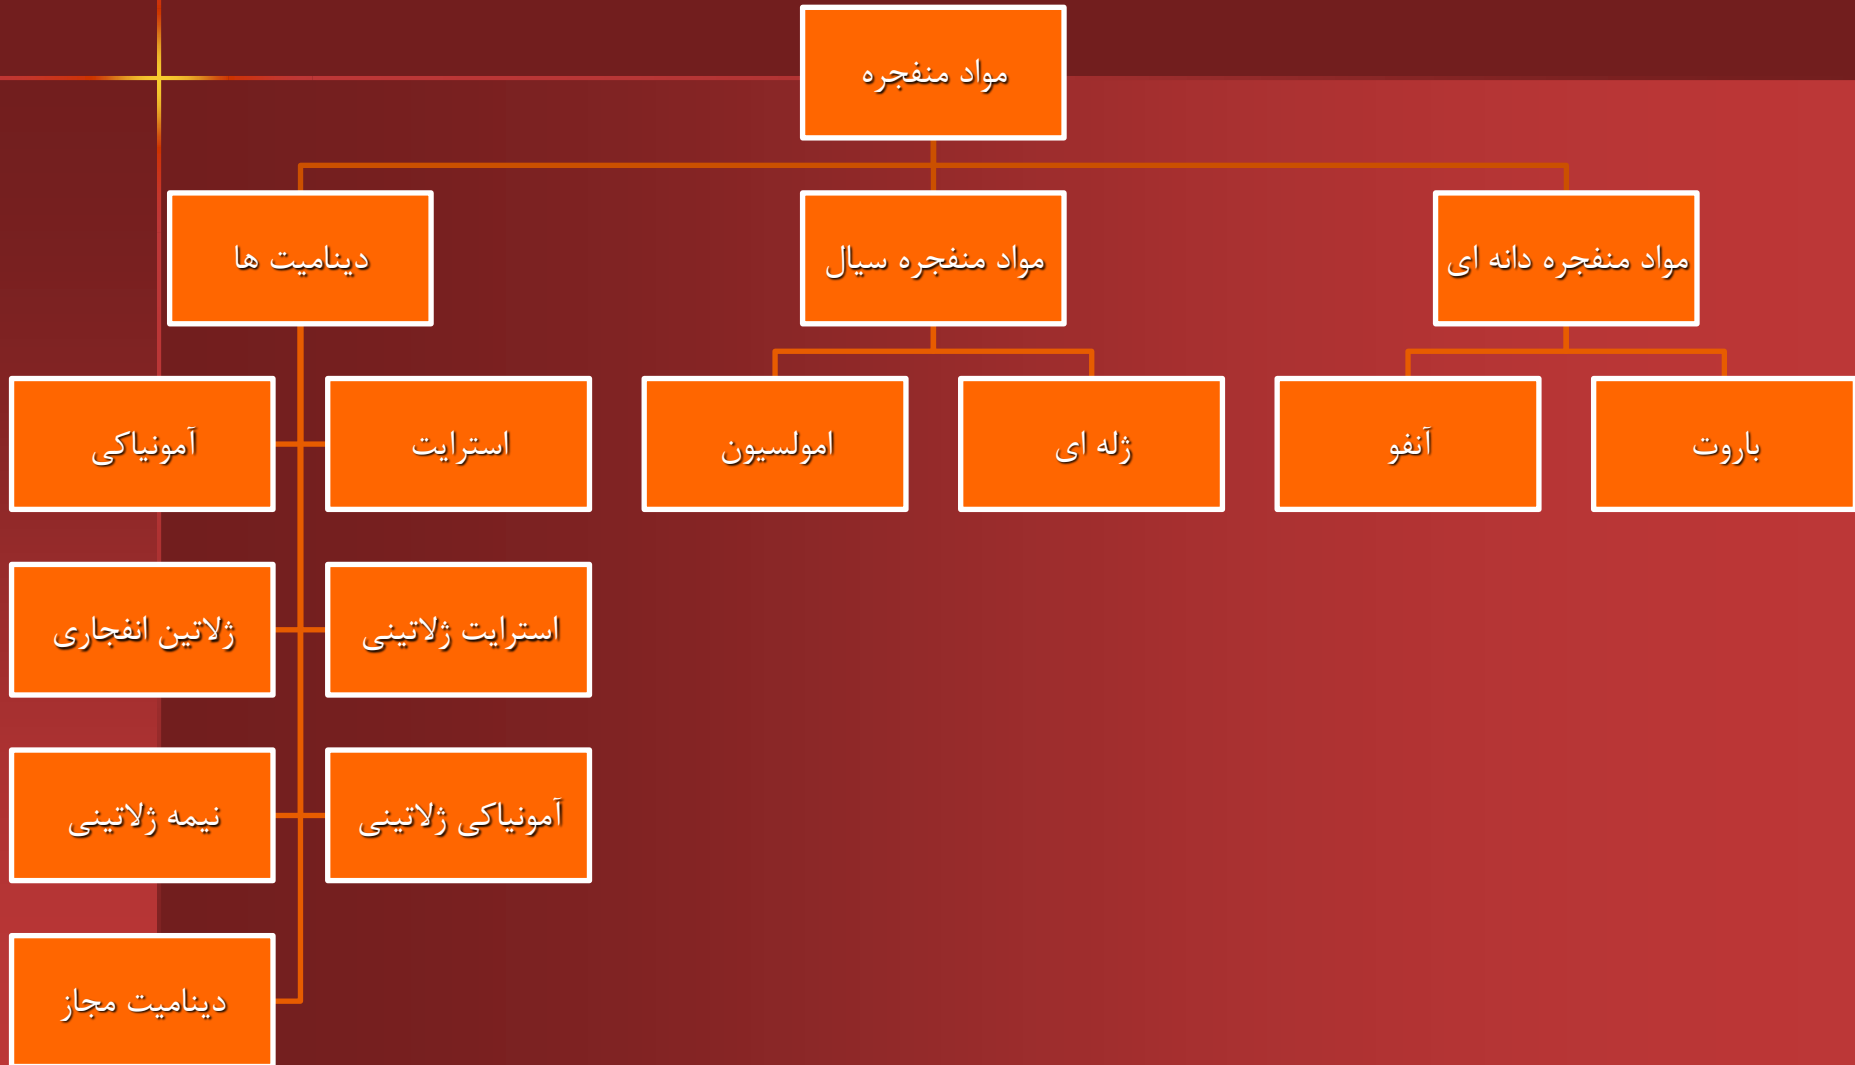 مواد منفجره
مواد منفجره دانه ای
مواد منفجره سیال
دینامیت ها
باروت
آنفو
ژله ای
امولسیون
استرایت
آمونیاکی
استرایت ژلاتینی
ژلاتین انفجاری
آمونیاکی ژلاتینی
نیمه ژلاتینی
دینامیت مجاز